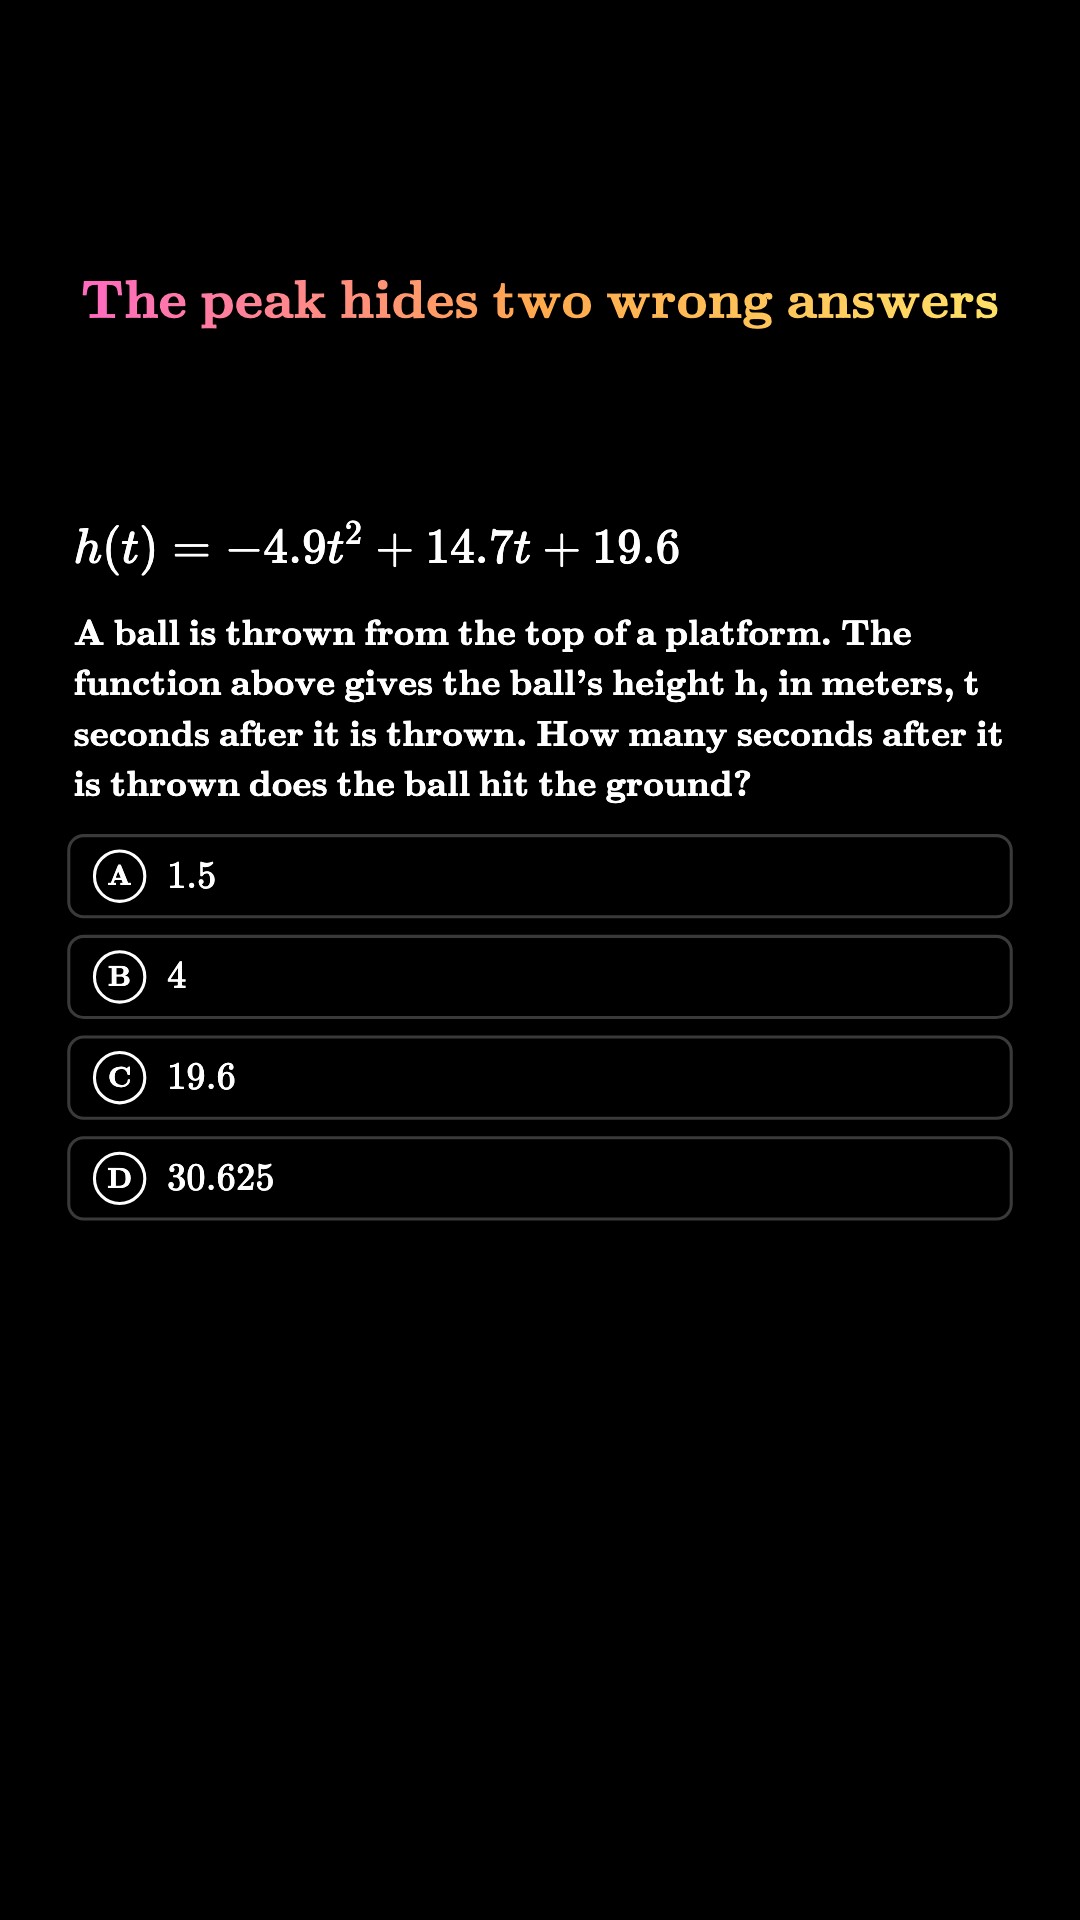 The peak hides two wrong answers
h(t) = −4.9t² + 14.7t + 19.6
A ball is thrown from the top of a platform. The
function above gives the ball’s height h, in meters, t
seconds after it is thrown. How many seconds after it
is thrown does the ball hit the ground?
A 1.5
B 4
C 19.6
D 30.625